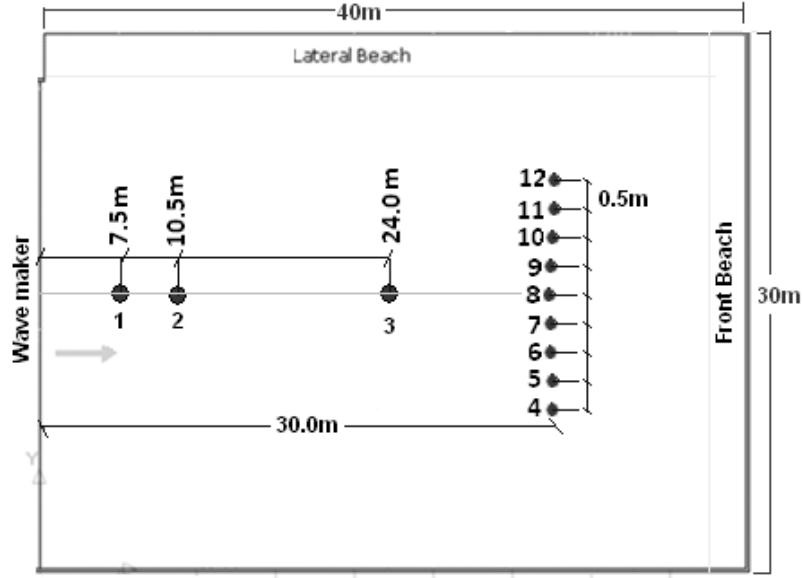 40m
Lateral Beach
7.5m
10.5m
24.0m
12
11
10
9
8
7
6
5
4
0.5m
1
2
3
Wave maker
Front Beach
30m
30.0m
Y